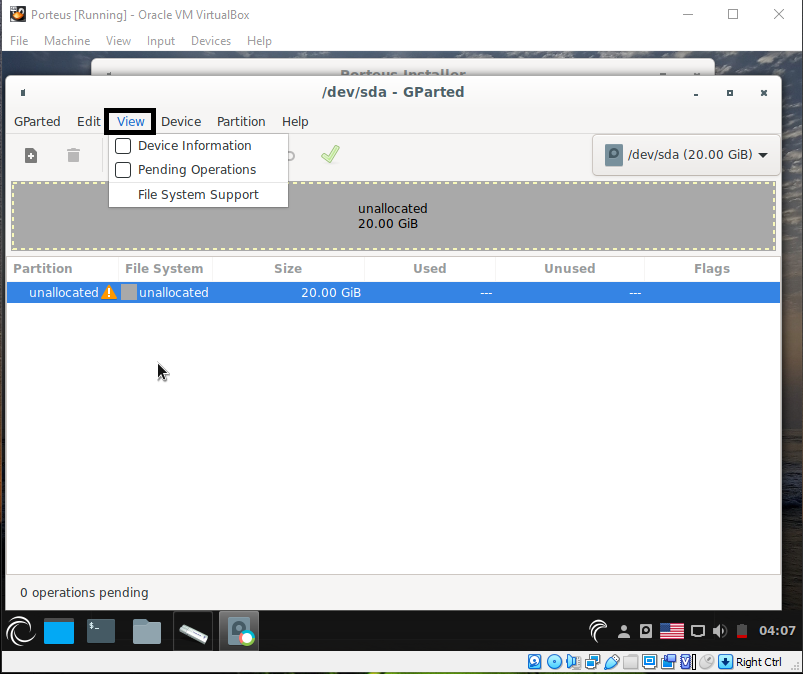 Porteus [Running] - Oracle VM VirtualBox
File Machine View Input Devices Help
Porteus Installer
/dev/sda - GParted
GParted Edit View Device Partition Help
Device Information
Pending Operations
File System Support
/dev/sda (20.00 GiB)
unallocated
20.00 GiB
Partition File System Size Used Unused Flags
unallocated unallocated 20.00 GiB --- ---
0 operations pending
04:07
Right Ctrl